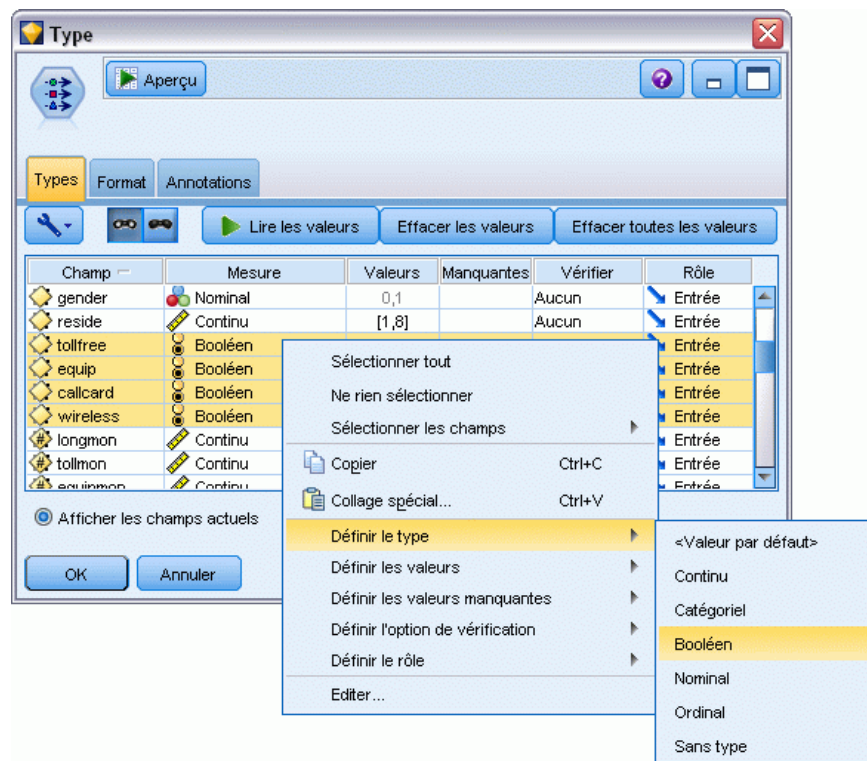 Type
Aperçu
Types Format Annotations
Lire les valeurs Effacer les valeurs Effacer toutes les valeurs
Champ Mesure Valeurs Manquantes Vérifier Rôle
gender Nominal 0,1 Aucun Entrée
reside Continu [1,8] Aucun Entrée
tollfree Booléen Entrée
equip Booléen Entrée
callcard Booléen Entrée
wireless Booléen Entrée
longmon Continu Entrée
tollmon Continu Entrée
equipmon Continu Entrée
Afficher les champs actuels
OK Annuler
Sélectionner tout
Ne rien sélectionner
Sélectionner les champs
Copier Ctrl+C
Collage spécial... Ctrl+V
Définir le type
Définir les valeurs
Définir les valeurs manquantes
Définir l'option de vérification
Définir le rôle
Editer...
<Valeur par défaut>
Continu
Catégoriel
Booléen
Nominal
Ordinal
Sans type